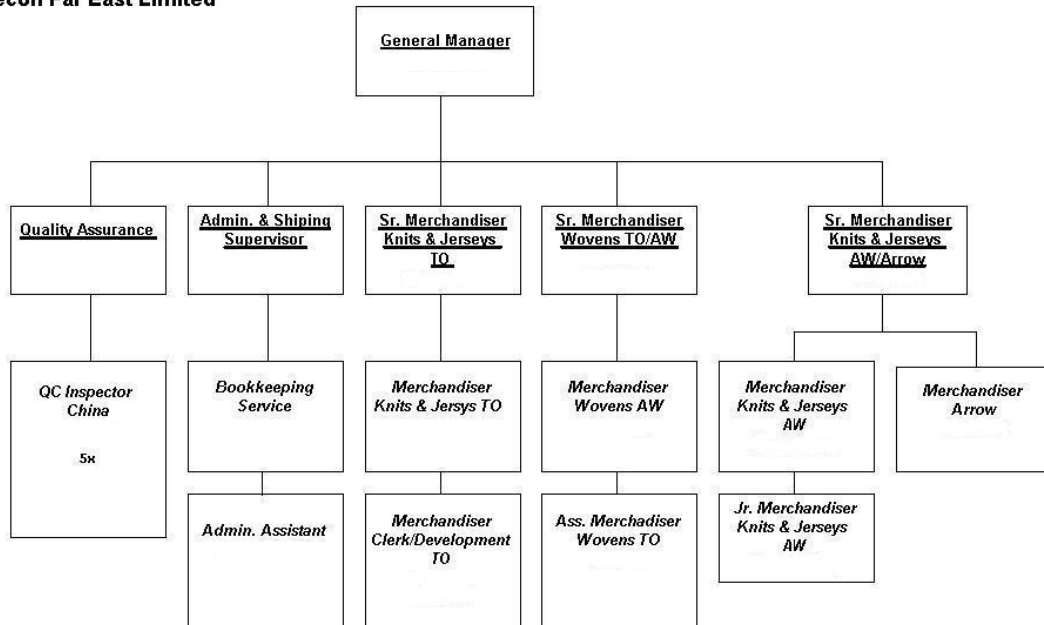 Far East Limited
General Manager
Quality Assurance
Admin. & Shiping
Supervisor
Sr. Merchandiser
Knits & Jerseys
TO
Sr. Merchandiser
Wovens TO/AW
Sr. Merchandiser
Knits & Jerseys
AW/Arrow
QC Inspector
China
5x
Bookkeeping
Service
Merchandiser
Knits & Jersys TO
Merchandiser
Wovens AW
Merchandiser
Knits & Jerseys
AW
Merchandiser
Arrow
Admin. Assistant
Merchandiser
Clerk/Development
TO
Ass. Merchadiser
Wovens TO
Jr. Merchandiser
Knits & Jerseys
AW